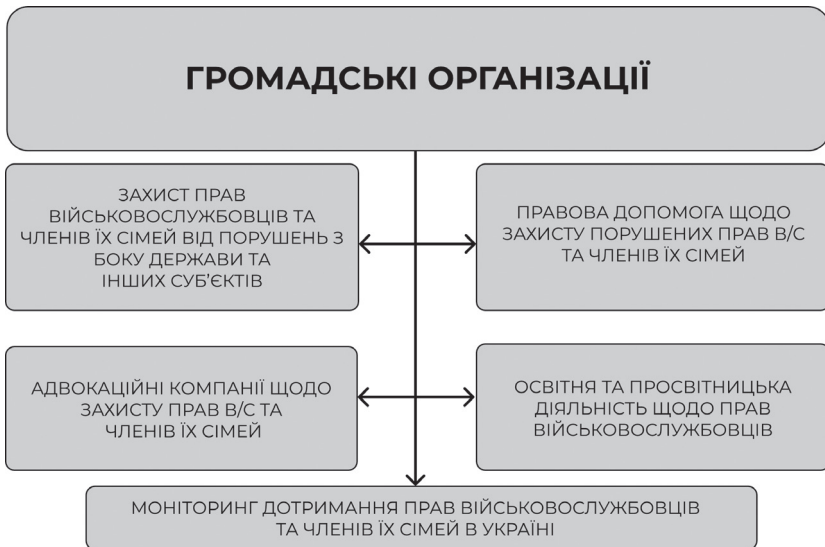 ГРОМАДСЬКІ ОРГАНІЗАЦІЇ
ЗАХИСТ ПРАВ
ВІЙСЬКОВОСЛУЖБОВЦІВ ТА
ЧЛЕНІВ ЇХ СІМЕЙ ВІД ПОРУШЕНЬ З
БОКУ ДЕРЖАВИ ТА
ІНШИХ СУБ'ЄКТІВ
ПРАВОВА ДОПОМОГА ЩОДО
ЗАХИСТУ ПОРУШЕНИХ ПРАВ В/С
ТА ЧЛЕНІВ ЇХ СІМЕЙ
АДВОКАЦІЙНІ КОМПАНІЇ ЩОДО
ЗАХИСТУ ПРАВ В/С ТА
ЧЛЕНІВ ЇХ СІМЕЙ
ОСВІТНЯ ТА ПРОСВІТНИЦЬКА
ДІЯЛЬНІСТЬ ЩОДО ПРАВ
ВІЙСЬКОВОСЛУЖБОВЦІВ
МОНІТОРИНГ ДОТРИМАННЯ ПРАВ ВІЙСЬКОВОСЛУЖБОВЦІВ
ТА ЧЛЕНІВ ЇХ СІМЕЙ В УКРАЇНІ